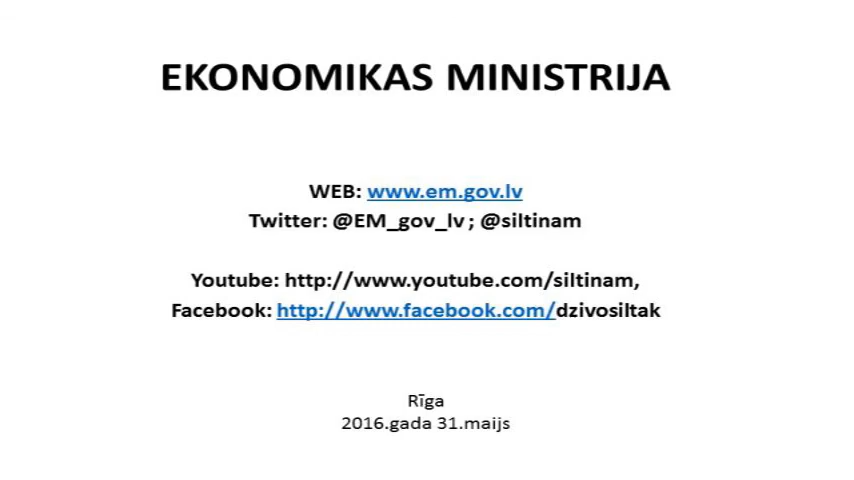 EKONOMIKAS MINISTRIJA
WEB: www.em.gov.lv
Twitter: @EM_gov_lv ; @siltinam
Youtube: http://www.youtube.com/siltinam,
Facebook: http://www.facebook.com/dzivosiltak
Rīga
2016.gada 31.maijs